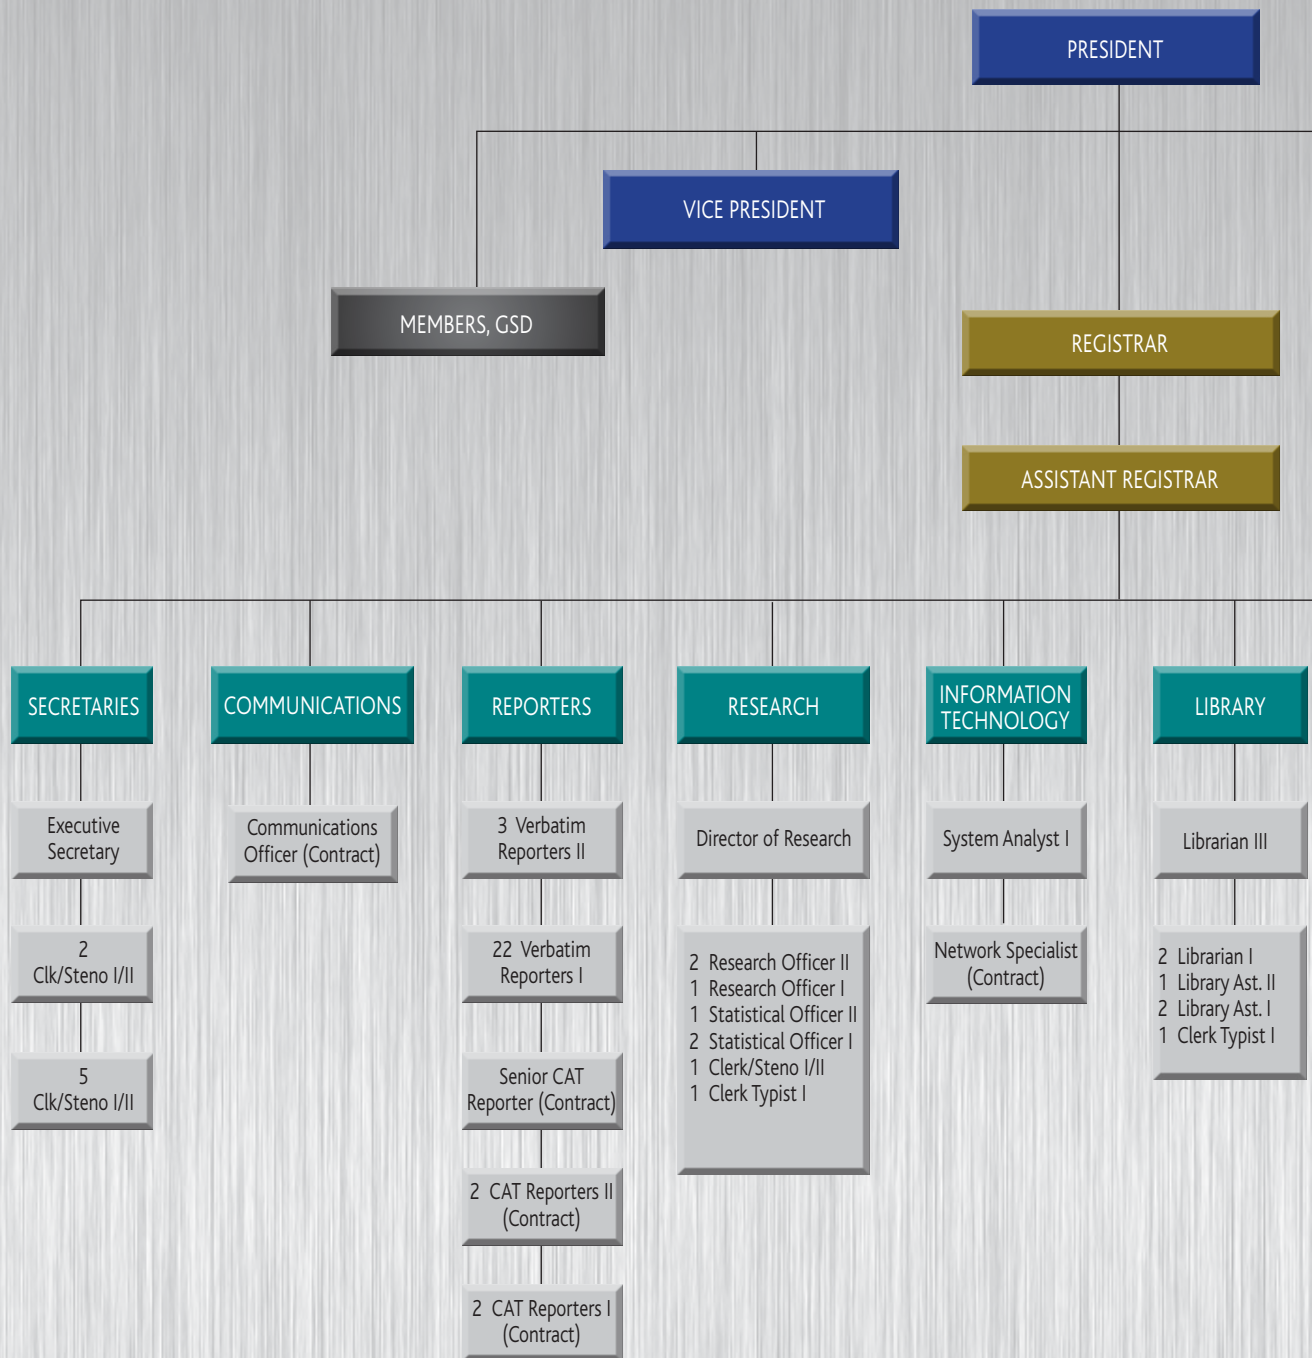 PRESIDENT
VICE PRESIDENT
MEMBERS, GSD
REGISTRAR
ASSISTANT REGISTRAR
SECRETARIES
COMMUNICATIONS
REPORTERS
RESEARCH
INFORMATION
TECHNOLOGY
LIBRARY
Executive
Secretary
2
Clk/Steno I/II
5
Clk/Steno I/II
Communications
Officer (Contract)
3 Verbatim
Reporters II
22 Verbatim
Reporters I
Senior CAT
Reporter (Contract)
2 CAT Reporters II
(Contract)
2 CAT Reporters I
(Contract)
Director of Research
2 Research Officer II
1 Research Officer I
1 Statistical Officer II
2 Statistical Officer I
1 Clerk/Steno I/II
1 Clerk Typist I
System Analyst I
Network Specialist
(Contract)
Librarian III
2 Librarian I
1 Library Ast. II
2 Library Ast. I
1 Clerk Typist I